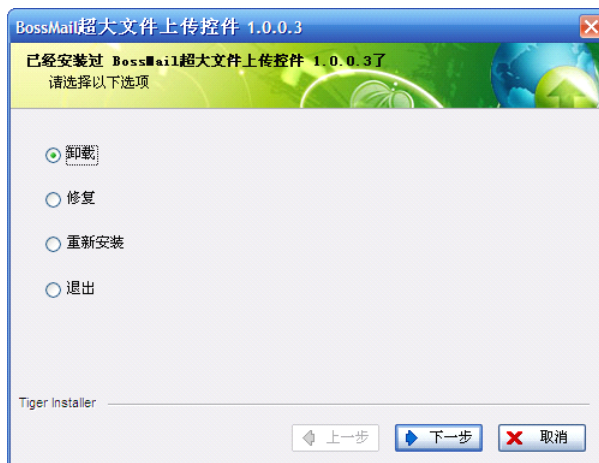 BossMail超大文件上传控件 1.0.0.3
已经安装过 BossMail超大文件上传控件 1.0.0.3了
请选择以下选项
卸载
修复
重新安装
退出
Tiger Installer
上一步 下一步 取消